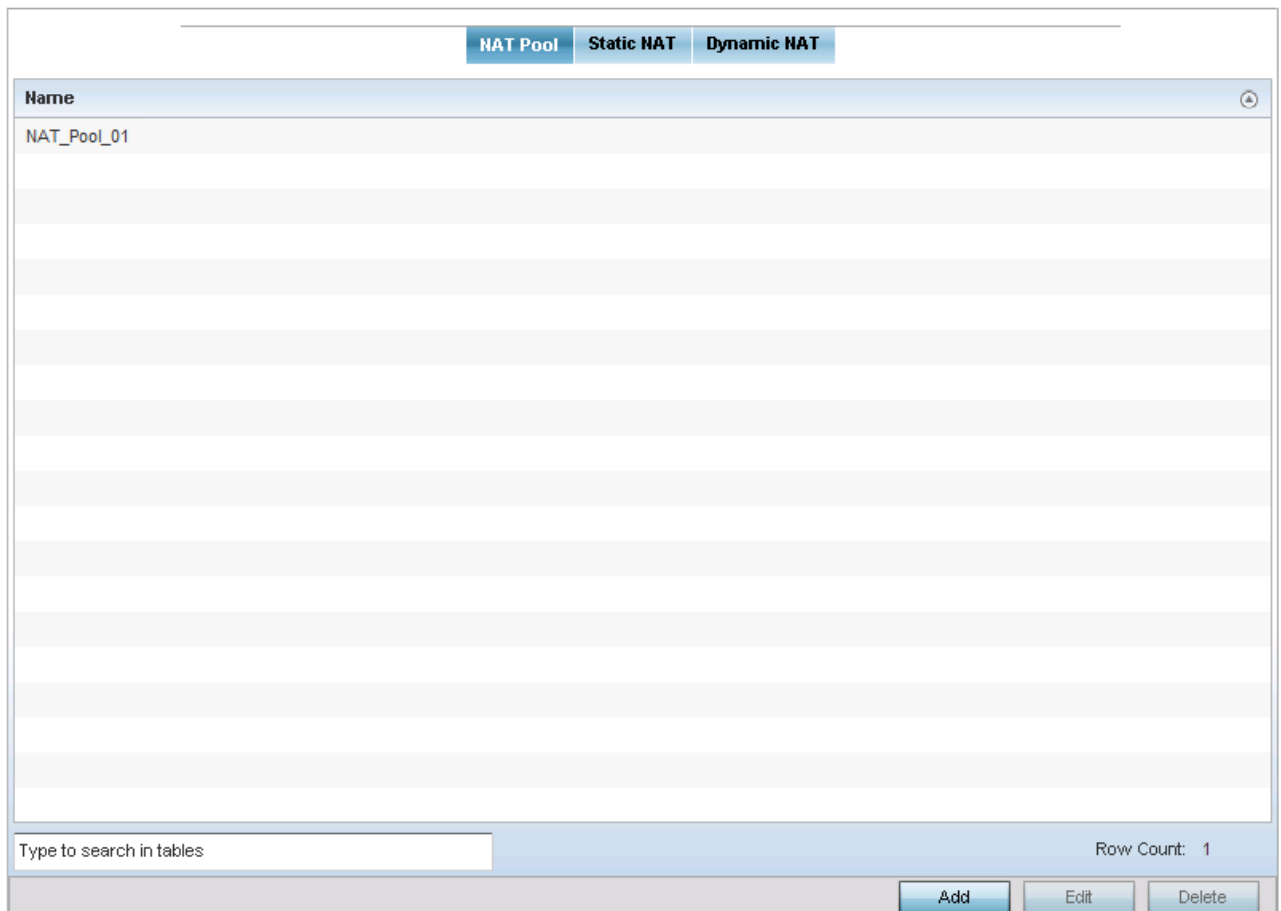 NAT Pool Static NAT Dynamic NAT
Name
NAT_Pool_01
Type to search in tables Row Count: 1
Add Edit Delete